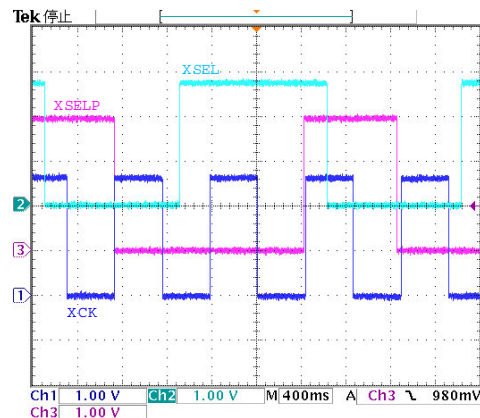 Tek 停止
XSEL
XSELP
2
3
1
XCK
Ch1 1.00 V Ch2 1.00 V M 400ms A Ch3 980mV
Ch3 1.00 V